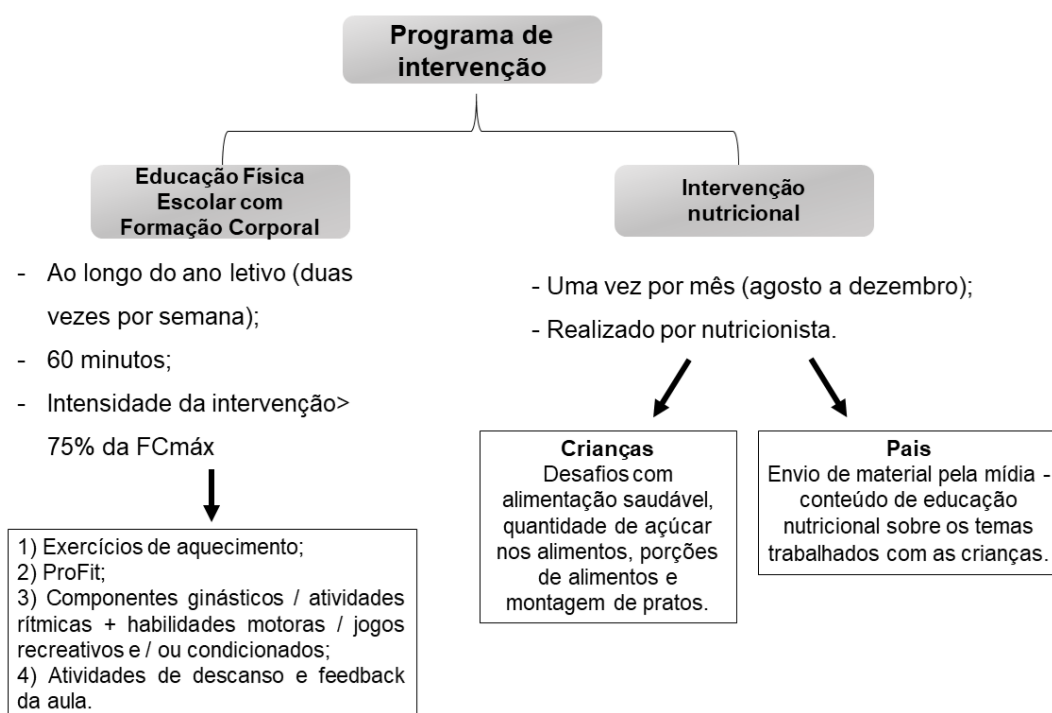 Programa de
intervenção
Educação Física
Escolar com
Formação Corporal
- Ao longo do ano letivo (duas
vezes por semana);
- 60 minutos;
- Intensidade da intervenção>
75% da FCmáx
1) Exercícios de aquecimento;
2) ProFit;
3) Componentes ginásticos / atividades
rítmicas + habilidades motoras / jogos
recreativos e / ou condicionados;
4) Atividades de descanso e feedback
da aula.
Intervenção
nutricional
- Uma vez por mês (agosto a dezembro);
- Realizado por nutricionista.
Crianças
Desafios com
alimentação saudável,
quantidade de açúcar
nos alimentos, porções
de alimentos e
montagem de pratos.
Pais
Envio de material pela mídia -
conteúdo de educação
nutricional sobre os temas
trabalhados com as crianças.